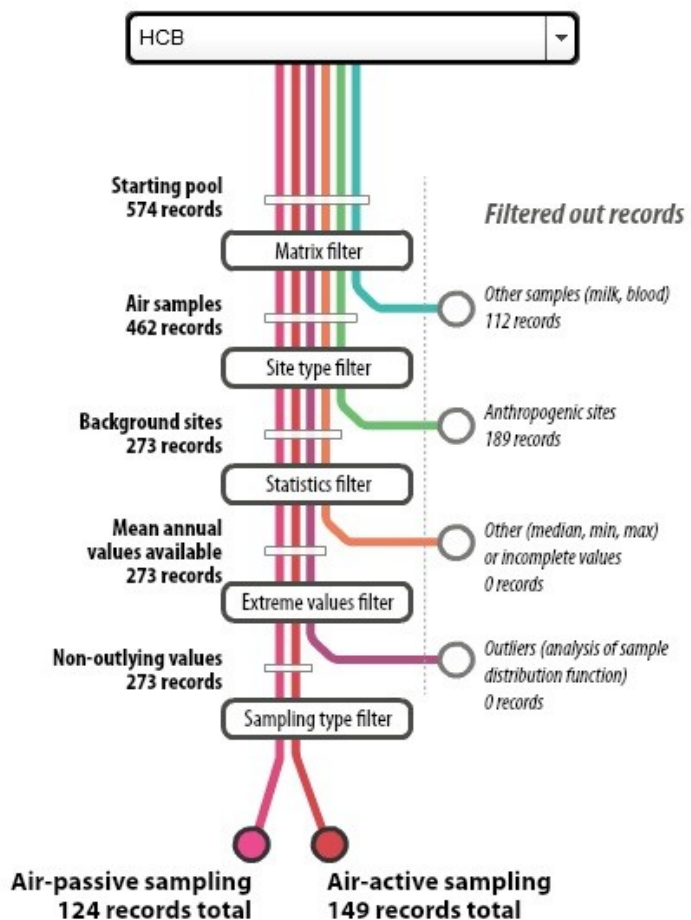 HCB
Starting pool
574 records
Filtered out records
Matrix filter
Other samples (milk, blood)
112 records
Air samples
462 records
Site type filter
Anthropogenic sites
189 records
Background sites
273 records
Statistics filter
Mean annual
values available
273 records
Other (median, min, max)
or incomplete values
0 records
Extreme values filter
Outliers (analysis of sample
distribution function)
0 records
Non-outlying values
273 records
Sampling type filter
Air-passive sampling
124 records total
Air-active sampling
149 records total